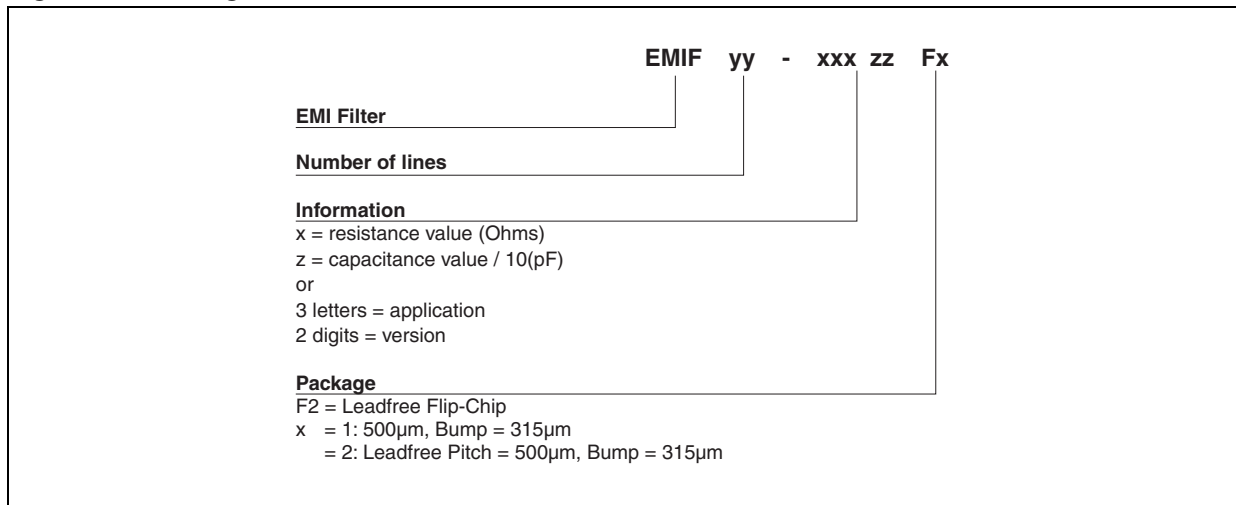 EMIF yy - xxx zz Fx
EMI Filter
Number of lines
Information
x = resistance value (Ohms)
z = capacitance value / 10(pF)
or
3 letters = application
2 digits = version
Package
F2 = Leadfree Flip-Chip
x = 1: 500µm, Bump = 315µm
= 2: Leadfree Pitch = 500µm, Bump = 315µm